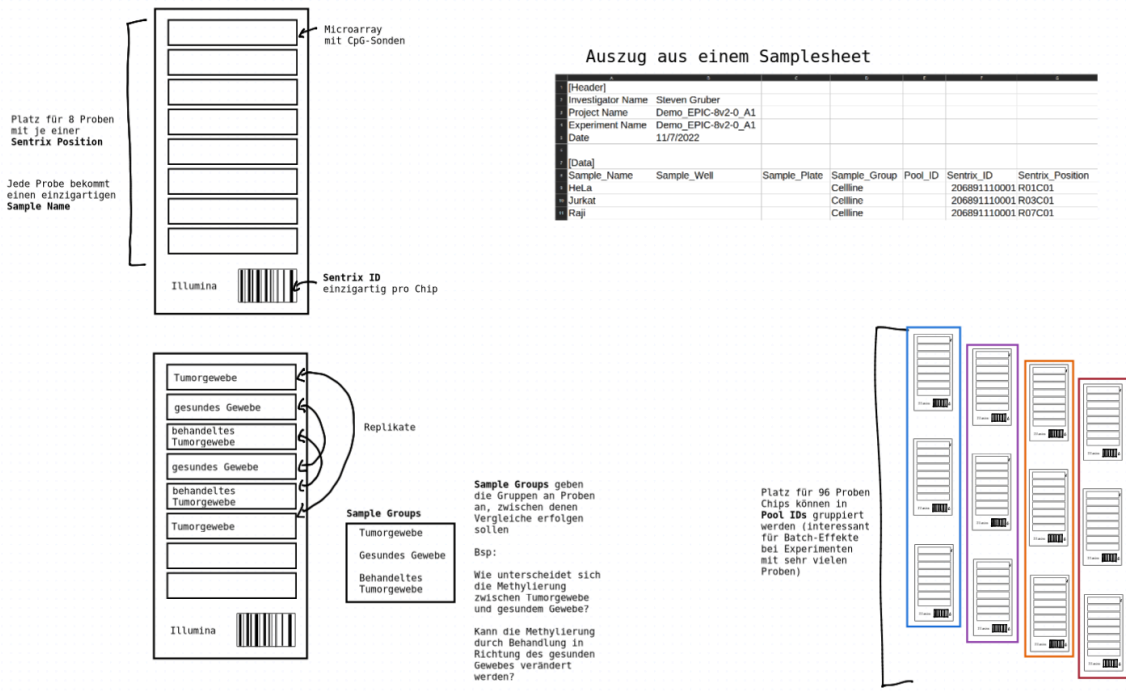 Microarray
mit CpG-Sonden
Platz für 8 Proben
mit je einer
Sentrix Position
Jede Probe bekommt
einen einzigartigen
Sample Name
Illumina
Sentrix ID
einzigartig pro Chip
Auszug aus einem Samplesheet
[Header]
Investigator Name Steven Gruber
Project Name Demo_EPIC-8v2-0_A1
Experiment Name Demo_EPIC-8v2-0_A1
Date 11/7/2022
[Data]
Sample_Name Sample_Well Sample_Plate Sample_Group Pool_ID Sentrix_ID Sentrix_Position
HeLa Cellline 206891110001 R01C01
Jurkat Cellline 206891110001 R03C01
Raji Cellline 206891110001 R07C01
Tumorgewebe
gesundes Gewebe
behandeltes
Tumorgewebe
gesundes Gewebe
behandeltes
Tumorgewebe
Tumorgewebe
Illumina
Replikate
Sample Groups
Tumorgewebe
Gesundes Gewebe
Behandeltes
Tumorgewebe
Sample Groups geben
die Gruppen an Proben
an, zwischen denen
Vergleiche erfolgen
sollen
Bsp:
Wie unterscheidet sich
die Methylierung
zwischen Tumorgewebe
und gesundem Gewebe?
Kann die Methylierung
durch Behandlung in
Richtung des gesunden
Gewebes verändert
werden?
Platz für 96 Proben
Chips können in
Pool IDs gruppiert
werden (interessant
für Batch-Effekte
bei Experimenten
mit sehr vielen
Proben)